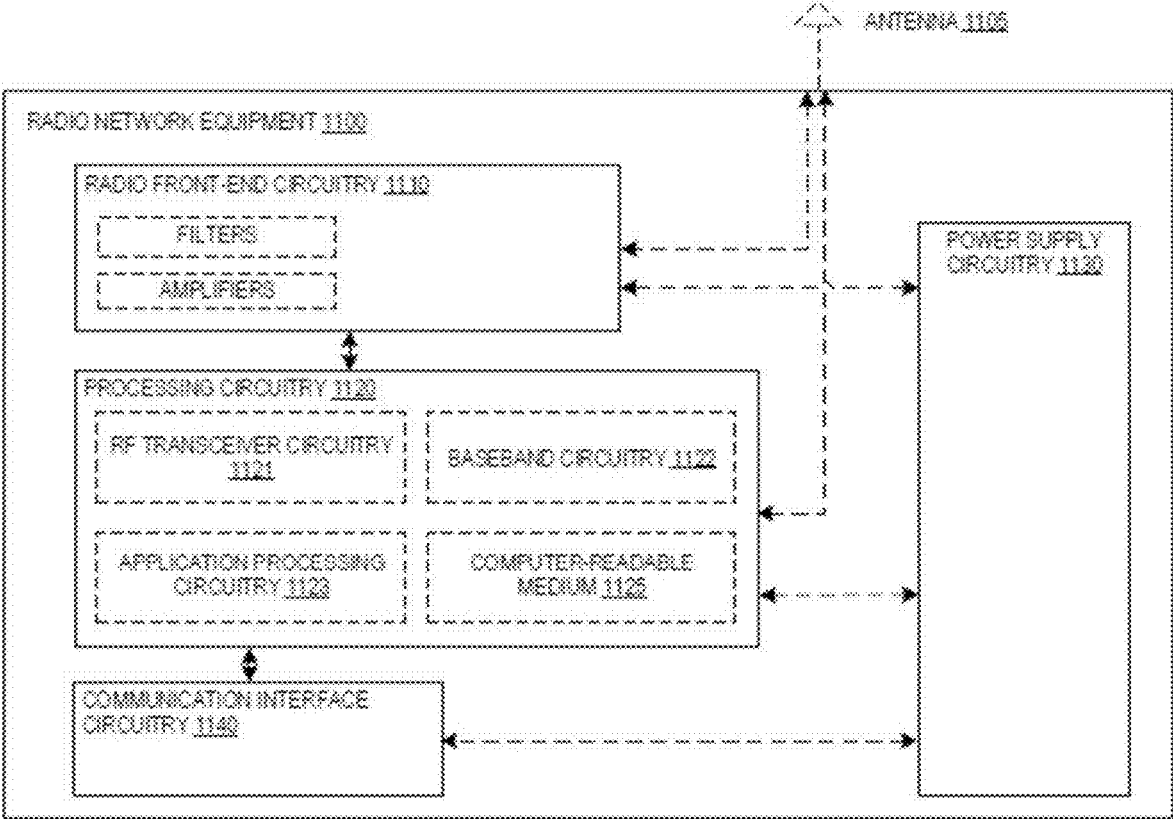 ANTENNA 1105
RADIO NETWORK EQUIPMENT 1100
RADIO FRONT-END CIRCUITRY 1110
FILTERS
AMPLIFIERS
POWER SUPPLY
CIRCUITRY 1130
PROCESSING CIRCUITRY 1120
RF TRANSCEIVER CIRCUITRY
1121
BASEBAND CIRCUITRY 1122
APPLICATION PROCESSING
CIRCUITRY 1123
COMPUTER-READABLE
MEDIUM 1125
COMMUNICATION INTERFACE
CIRCUITRY 1140